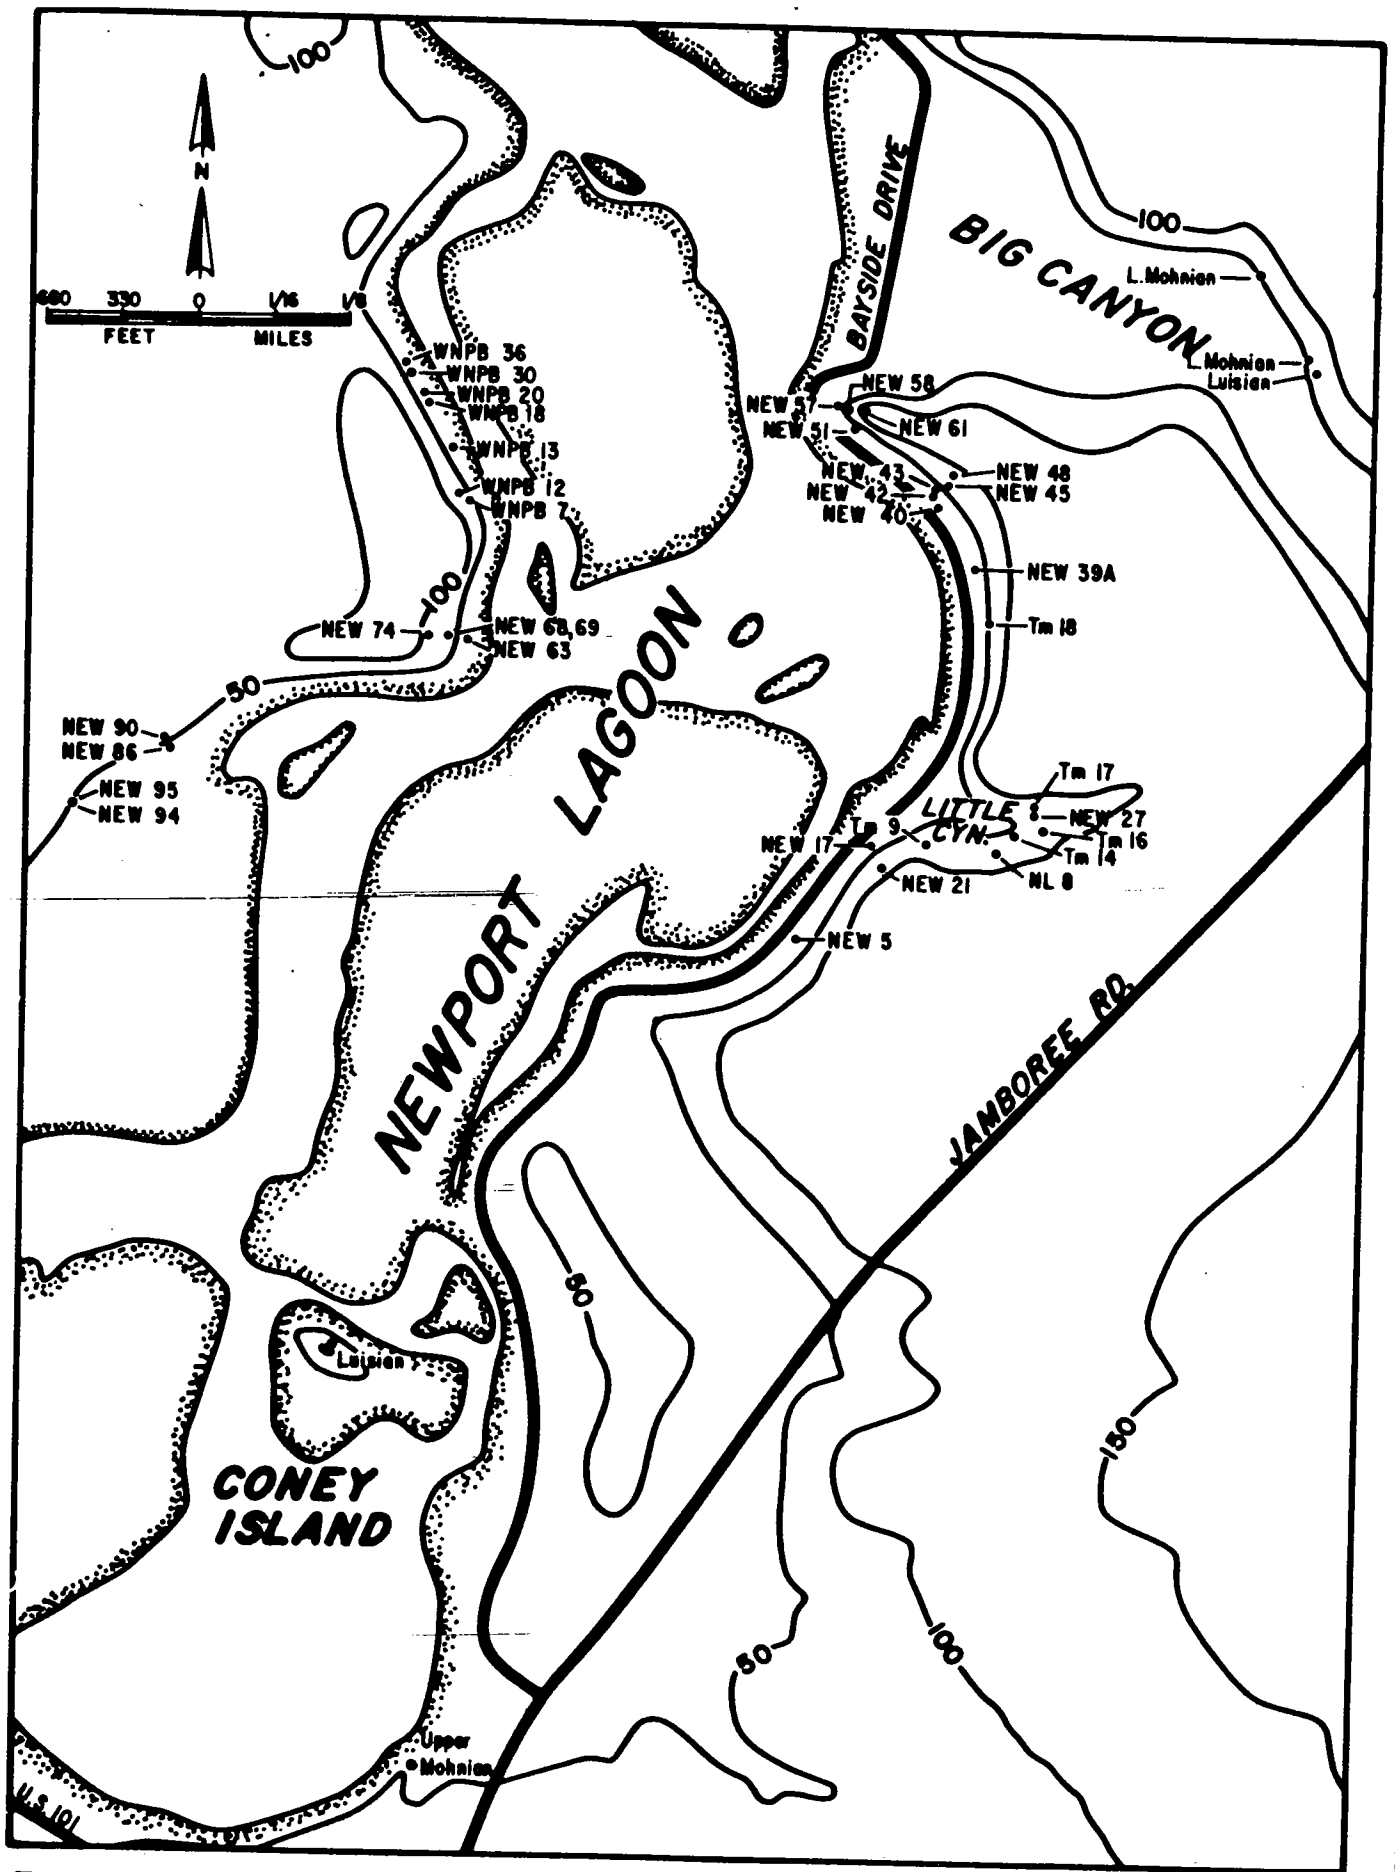 100
N
660 330 0 1/16 1/8
FEET MILES
BAYSIDE DRIVE
BIG CANYON
100
L. Mohnian
L. Mohnian
Luisian
WNPB 36
WNPB 30
WNPB 20
WNPB 18
WNPB 13
WNPB 12
WNPB 7
NEW 58
NEW 57
NEW 61
NEW 51
NEW 43
NEW 48
NEW 42
NEW 45
NEW 40
NEW 39A
Tm 18
100
NEW 74
NEW 68,69
NEW 63
50
NEW 90
NEW 86
NEW 95
NEW 94
NEWPORT LAGOON
Tm 17
LITTLE
CYN.
NEW 27
Tm 9
Tm 16
NEW 17
Tm 14
NEW 21
NL 8
NEW 5
JAMBOREE RD.
50
Luisian
CONEY
ISLAND
150
100
50
Upper
Mohnian
U.S. 101